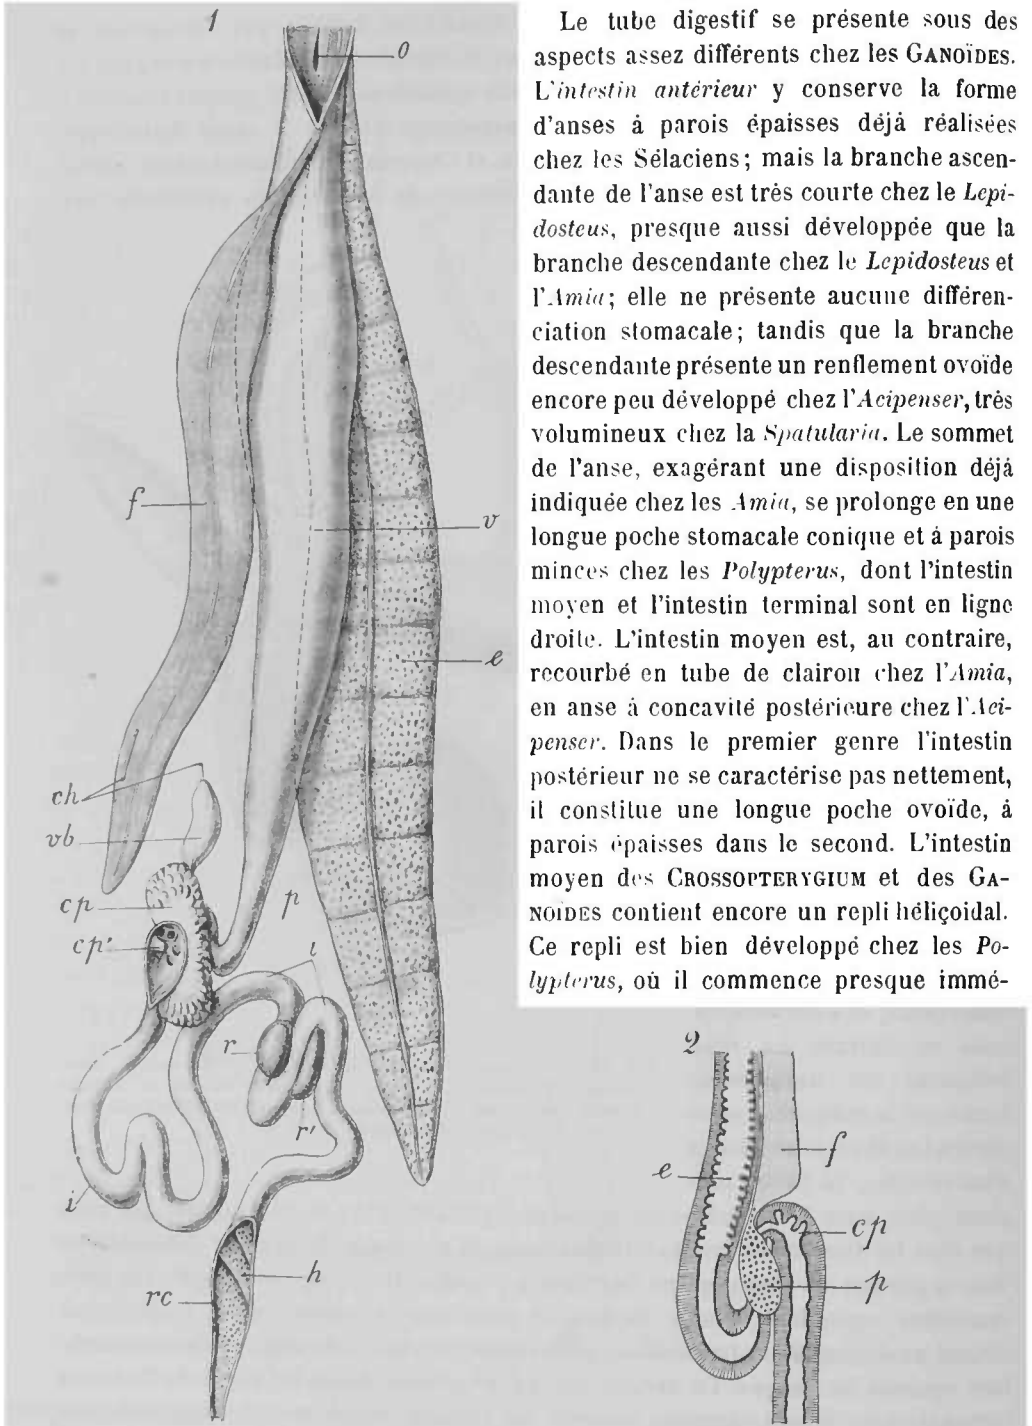 1
o
f
v
e
ch
vb
cp
cp'
p
i
r
r'
i
h
rc
Le tube digestif se présente sous des
aspects assez différents chez les GANOÏDES.
L'intestin antérieur y conserve la forme
d'anses à parois épaisses déjà réalisées
chez les Sélaciens; mais la branche ascen-
dante de l'anse est très courte chez le Lepi-
dosteus, presque aussi développée que la
branche descendante chez le Lepidosteus et
l'Amia; elle ne présente aucune différen-
ciation stomacale; tandis que la branche
descendante présente un renflement ovoïde
encore peu développé chez l'Acipenser, très
volumineux chez la Spatularia. Le sommet
de l'anse, exagérant une disposition déjà
indiquée chez les Amia, se prolonge en une
longue poche stomacale conique et à parois
minces chez les Polypterus, dont l'intestin
moyen et l'intestin terminal sont en ligne
droite. L'intestin moyen est, au contraire,
recourbé en tube de clairon chez l'Amia,
en anse à concavité postérieure chez l'Aci-
penser. Dans le premier genre l'intestin
postérieur ne se caractérise pas nettement,
il constitue une longue poche ovoïde, à
parois épaisses dans le second. L'intestin
moyen des CROSSOPTERYGIUM et des GA-
NOIDES contient encore un repli héliçoidal.
Ce repli est bien développé chez les Po-
lypterus, où il commence presque immé-
2
e
f
cp
p